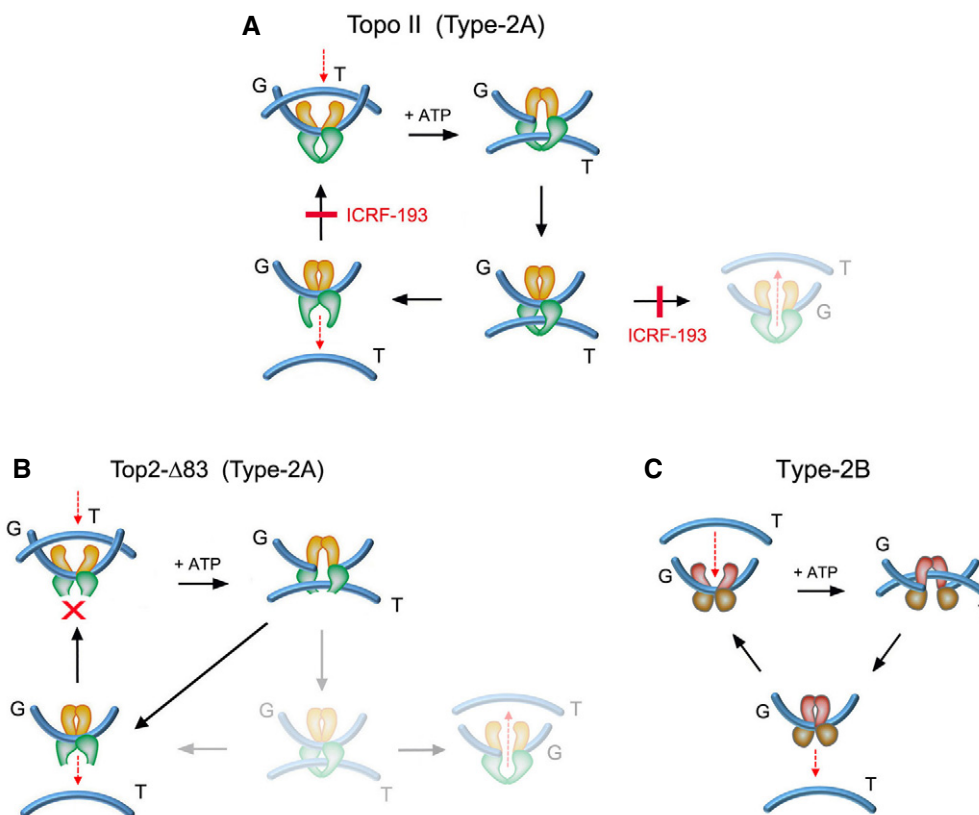 A
Topo II (Type-2A)
G
T
+ ATP
G
T
ICRF-193
G
T
G
T
ICRF-193
T
G
B
Top2-Δ83 (Type-2A)
G
T
+ ATP
G
T
G
T
G
T
T
G
C
Type-2B
T
G
+ ATP
G
T
G
T